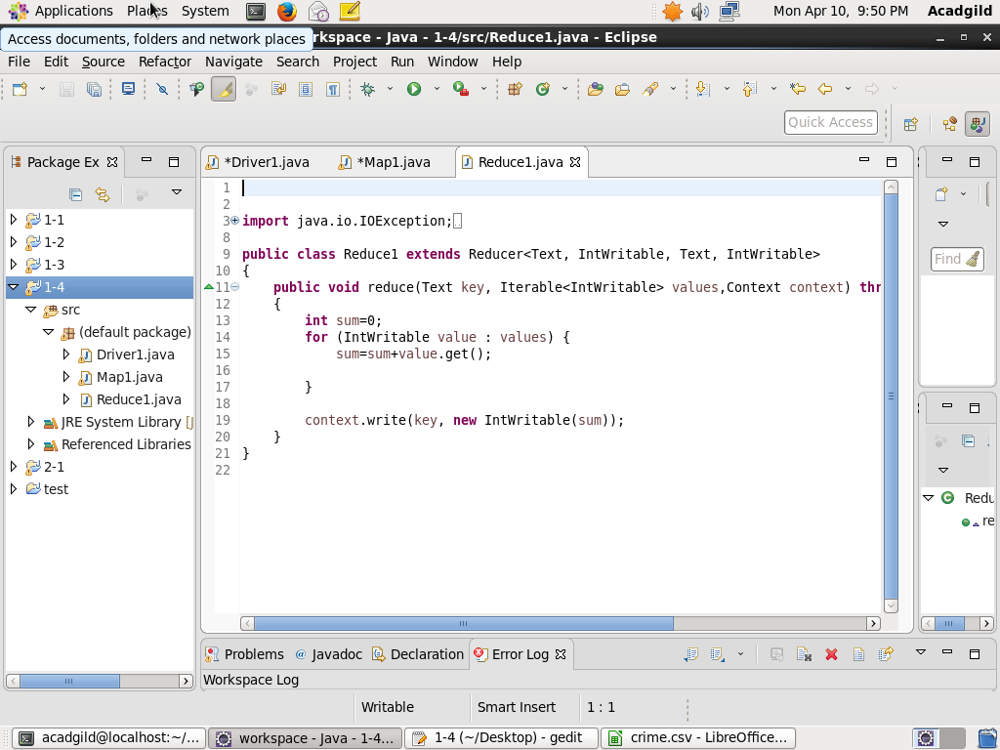 Applications Places System Mon Apr 10, 9:50 PM Acadgild
Access documents, folders and network places
rkspace - Java - 1-4/src/Reduce1.java - Eclipse
File Edit Source Refactor Navigate Search Project Run Window Help
Quick Access
Package Ex
*Driver1.java *Map1.java Reduce1.java
1-1
1-2
1-3
1-4
src
(default package)
Driver1.java
Map1.java
Reduce1.java
JRE System Library [J
Referenced Libraries
2-1
test
1
2
3 import java.io.IOException;
8
9 public class Reduce1 extends Reducer<Text, IntWritable, Text, IntWritable>
10 {
11 public void reduce(Text key, Iterable<IntWritable> values,Context context) thr
12 {
13 int sum=0;
14 for (IntWritable value : values) {
15 sum=sum+value.get();
16
17 }
18
19 context.write(key, new IntWritable(sum));
20 }
21 }
22
Find
Redu
re
Problems @ Javadoc Declaration Error Log
Workspace Log
Writable Smart Insert 1 : 1
acadgild@localhost:~/... workspace - Java - 1-4... 1-4 (~/Desktop) - gedit crime.csv - LibreOffice...